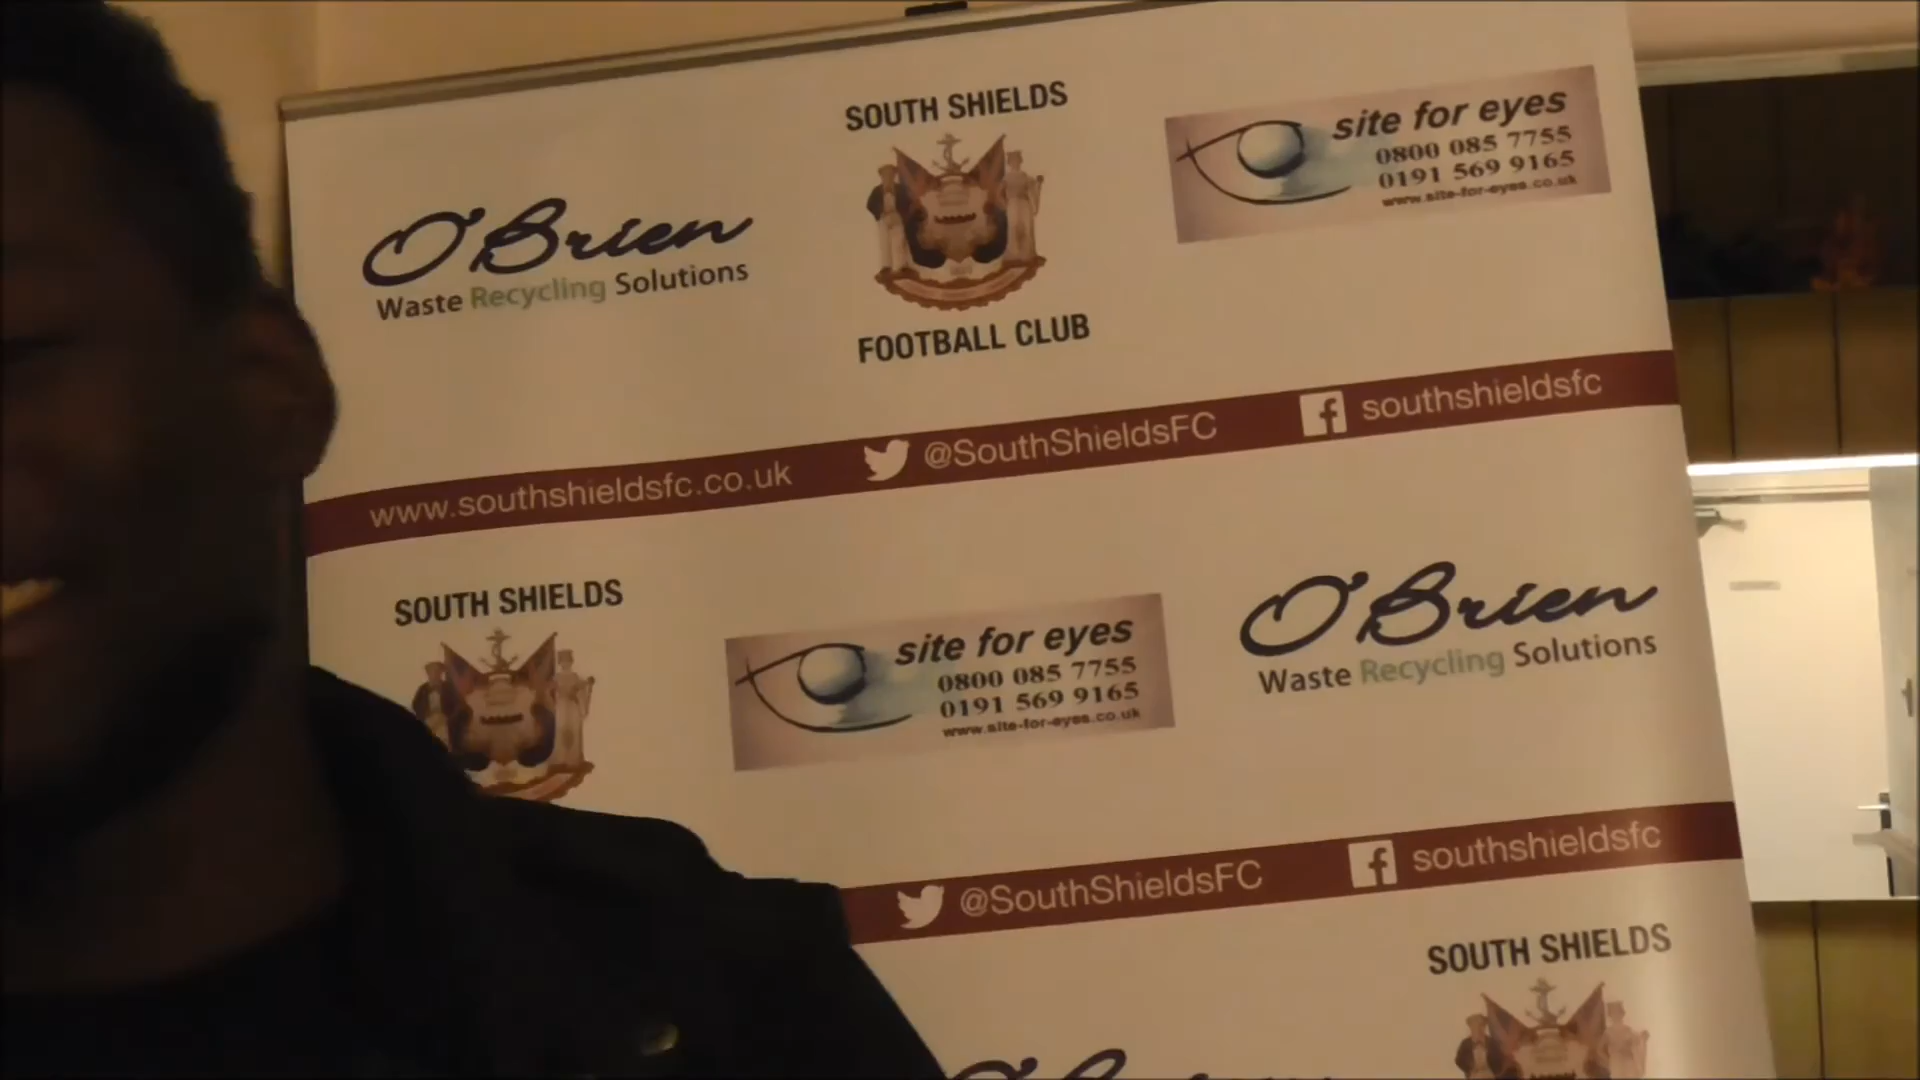 SOUTH SHIELDS
FOOTBALL CLUB
O'Brien
Waste Recycling Solutions
site for eyes
0800 085 7755
0191 569 9165
www.site-for-eyes.co.uk
www.southshieldsfc.co.uk @SouthShieldsFC southshieldsfc
SOUTH SHIELDS
site for eyes
0800 085 7755
0191 569 9165
www.site-for-eyes.co.uk
O'Brien
Waste Recycling Solutions
@SouthShieldsFC southshieldsfc
SOUTH SHIELDS